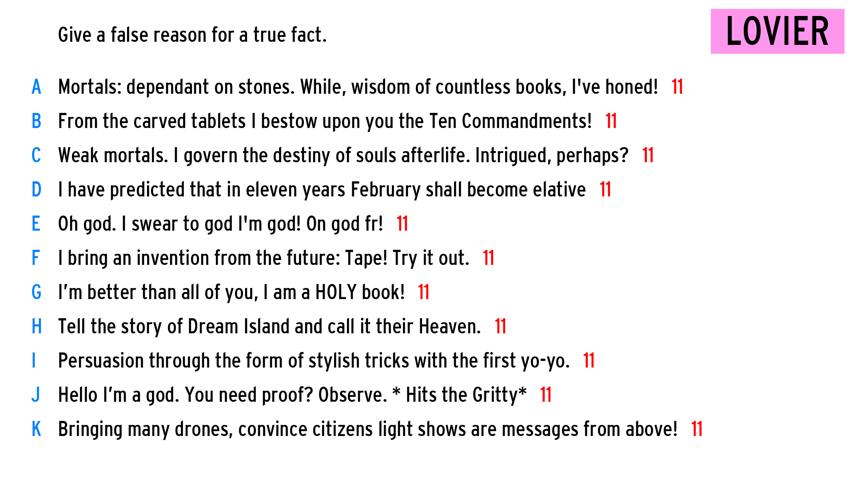 Give a false reason for a true fact.
LOVIER
A Mortals: dependant on stones. While, wisdom of countless books, I've honed! 11
B From the carved tablets I bestow upon you the Ten Commandments! 11
C Weak mortals. I govern the destiny of souls afterlife. Intrigued, perhaps? 11
D I have predicted that in eleven years February shall become elative 11
E Oh god. I swear to god I'm god! On god fr! 11
F I bring an invention from the future: Tape! Try it out. 11
G I'm better than all of you, I am a HOLY book! 11
H Tell the story of Dream Island and call it their Heaven. 11
I Persuasion through the form of stylish tricks with the first yo-yo. 11
J Hello I'm a god. You need proof? Observe. * Hits the Gritty* 11
K Bringing many drones, convince citizens light shows are messages from above! 11